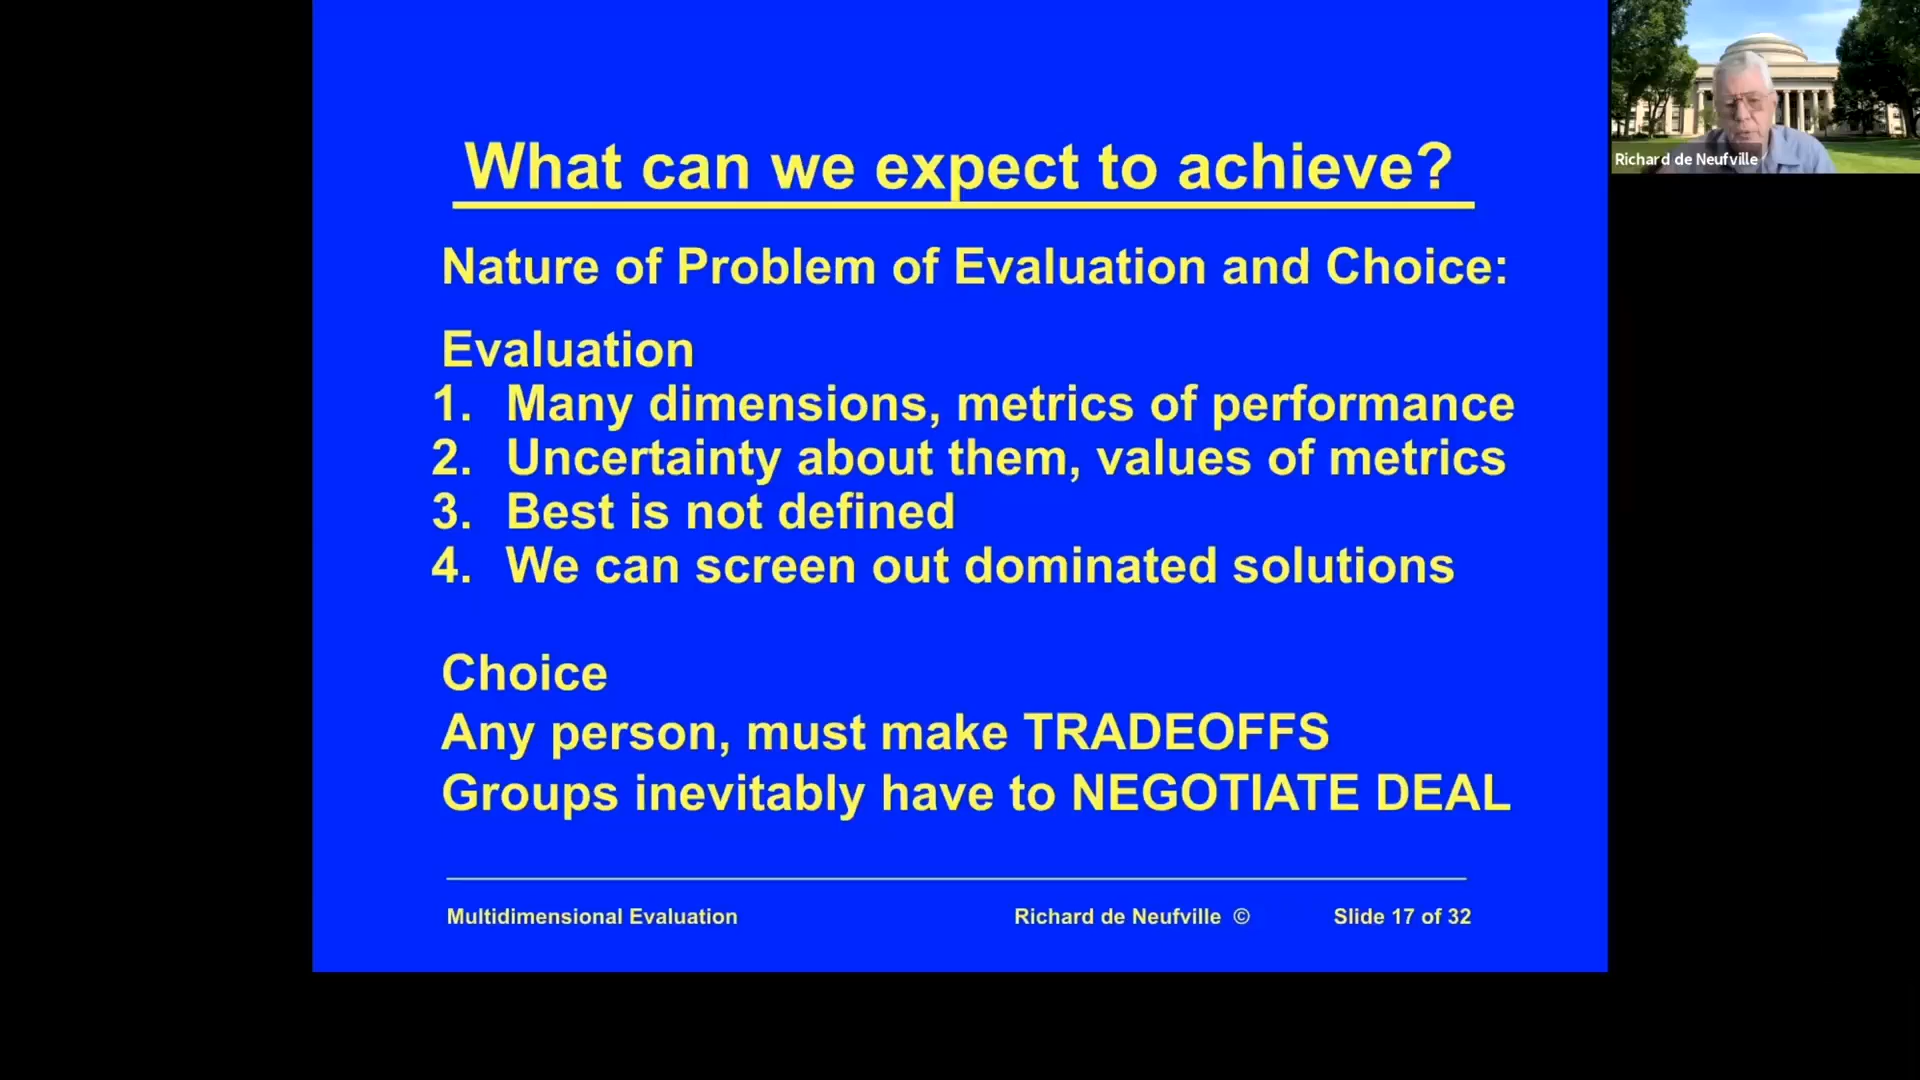 What can we expect to achieve?
Nature of Problem of Evaluation and Choice:
Evaluation
1. Many dimensions, metrics of performance
2. Uncertainty about them, values of metrics
3. Best is not defined
4. We can screen out dominated solutions
Choice
Any person, must make TRADEOFFS
Groups inevitably have to NEGOTIATE DEAL
Multidimensional Evaluation Richard de Neufville © Slide 17 of 32
Richard de Neufville